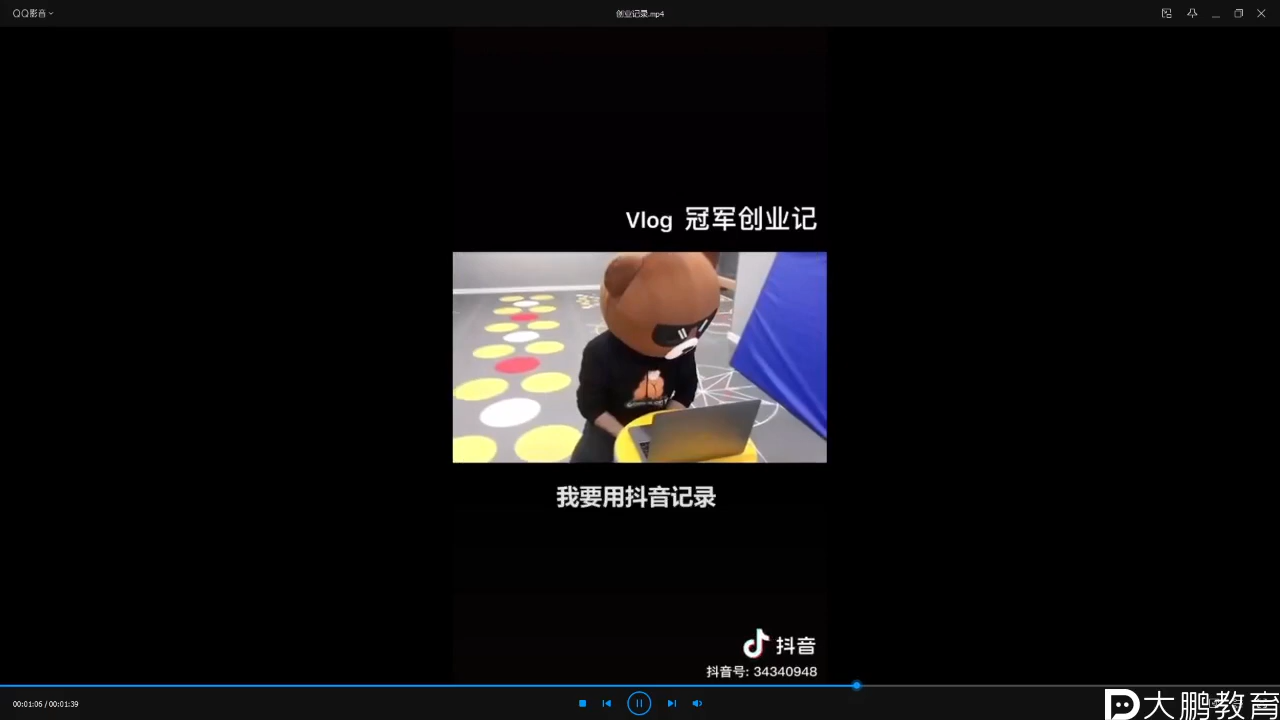 QQ影音
创业记录.mp4
Vlog 冠军创业记
我要用抖音记录
抖音
抖音号: 34340948
00:01:06 / 00:01:39
大鹏教育